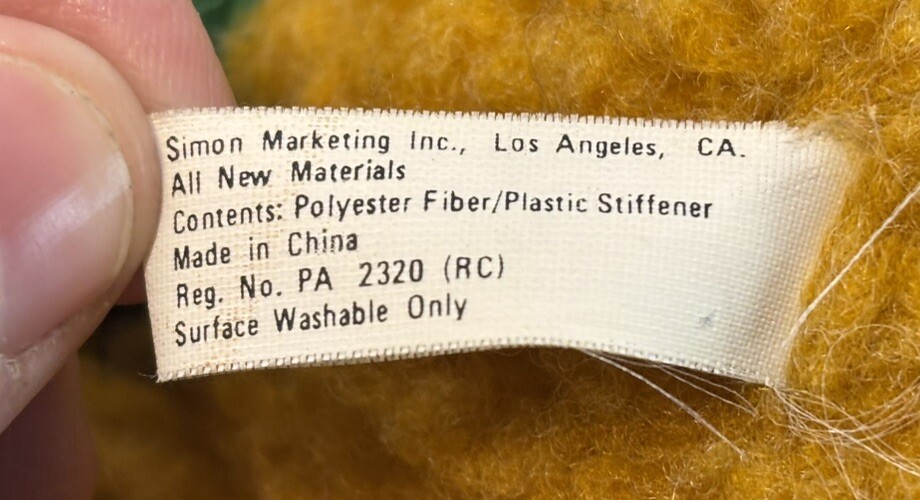 Simon Marketing Inc., Los Angeles, CA.
All New Materials
Contents: Polyester Fiber/Plastic Stiffener
Made in China
Reg. No. PA 2320 (RC)
Surface Washable Only